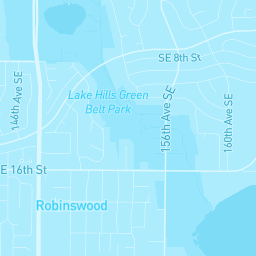 SE 8th St
Lake Hills Green
Belt Park
146th Ave SE
156th Ave SE
160th Ave SE
E 16th St
Robinswood